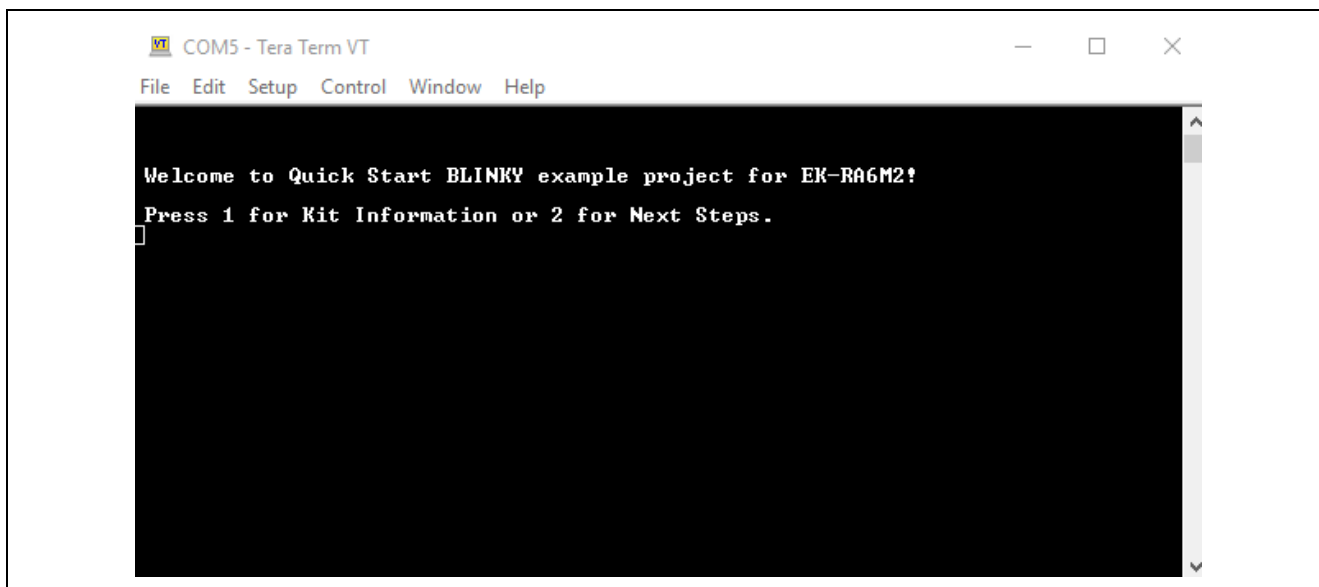 COM5 - Tera Term VT
File Edit Setup Control Window Help
Welcome to Quick Start BLINKY example project for EK-RA6M2!
Press 1 for Kit Information or 2 for Next Steps.